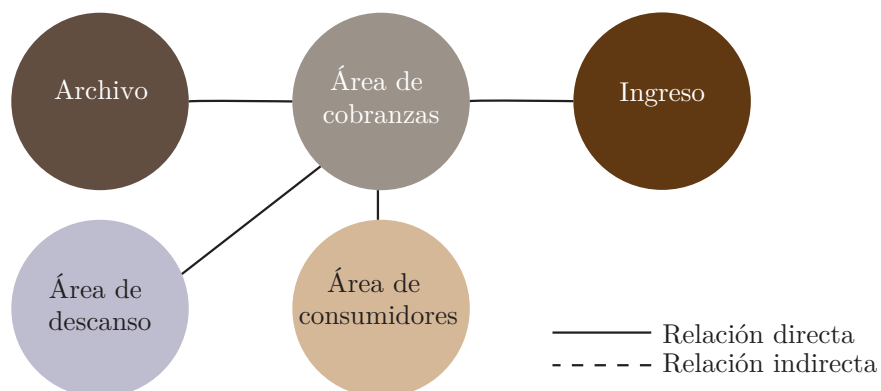 Archivo
Área de
cobranzas
Ingreso
Área de
descanso
Área de
consumidores
Relación directa
Relación indirecta